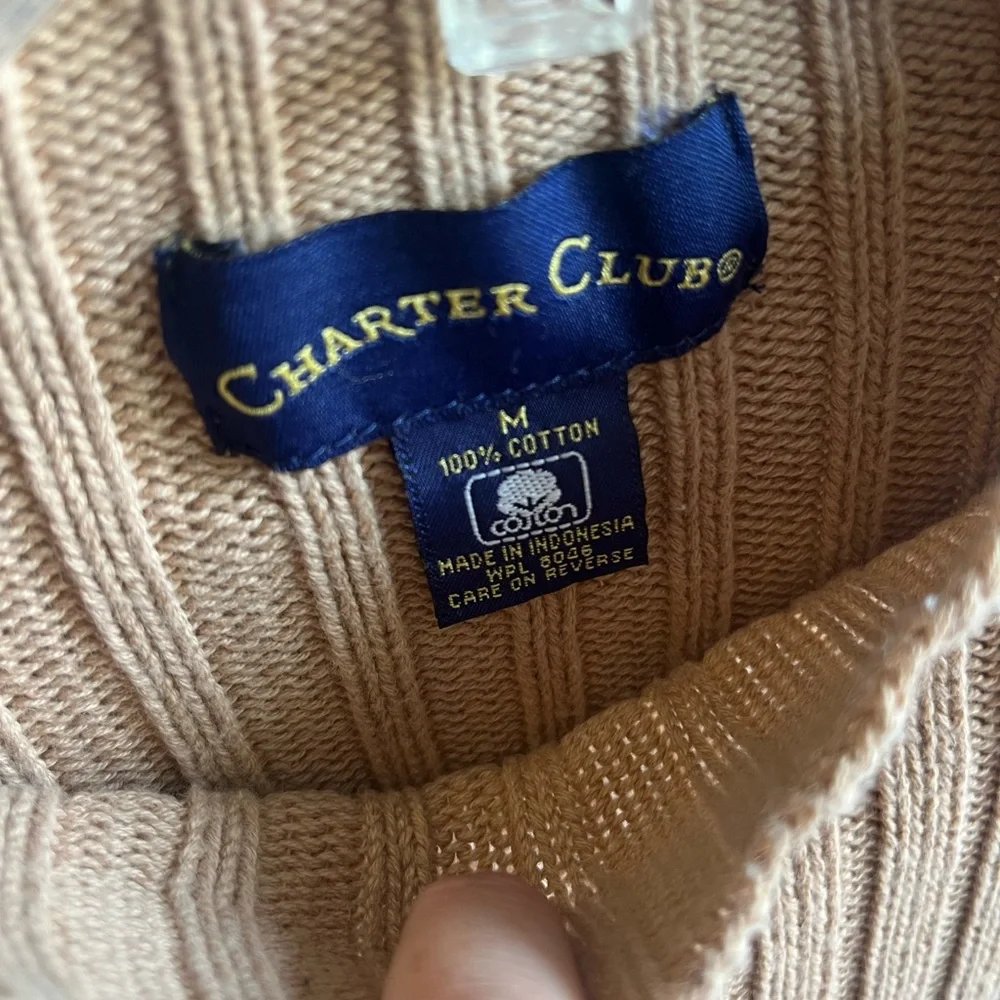 CHARTER CLUB®
M
100% COTTON
cotton
MADE IN INDONESIA
WPL 8046
CARE ON REVERSE